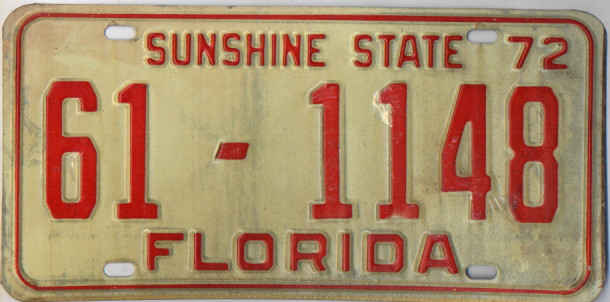 SUNSHINE STATE 72
61-1148
FLORIDA